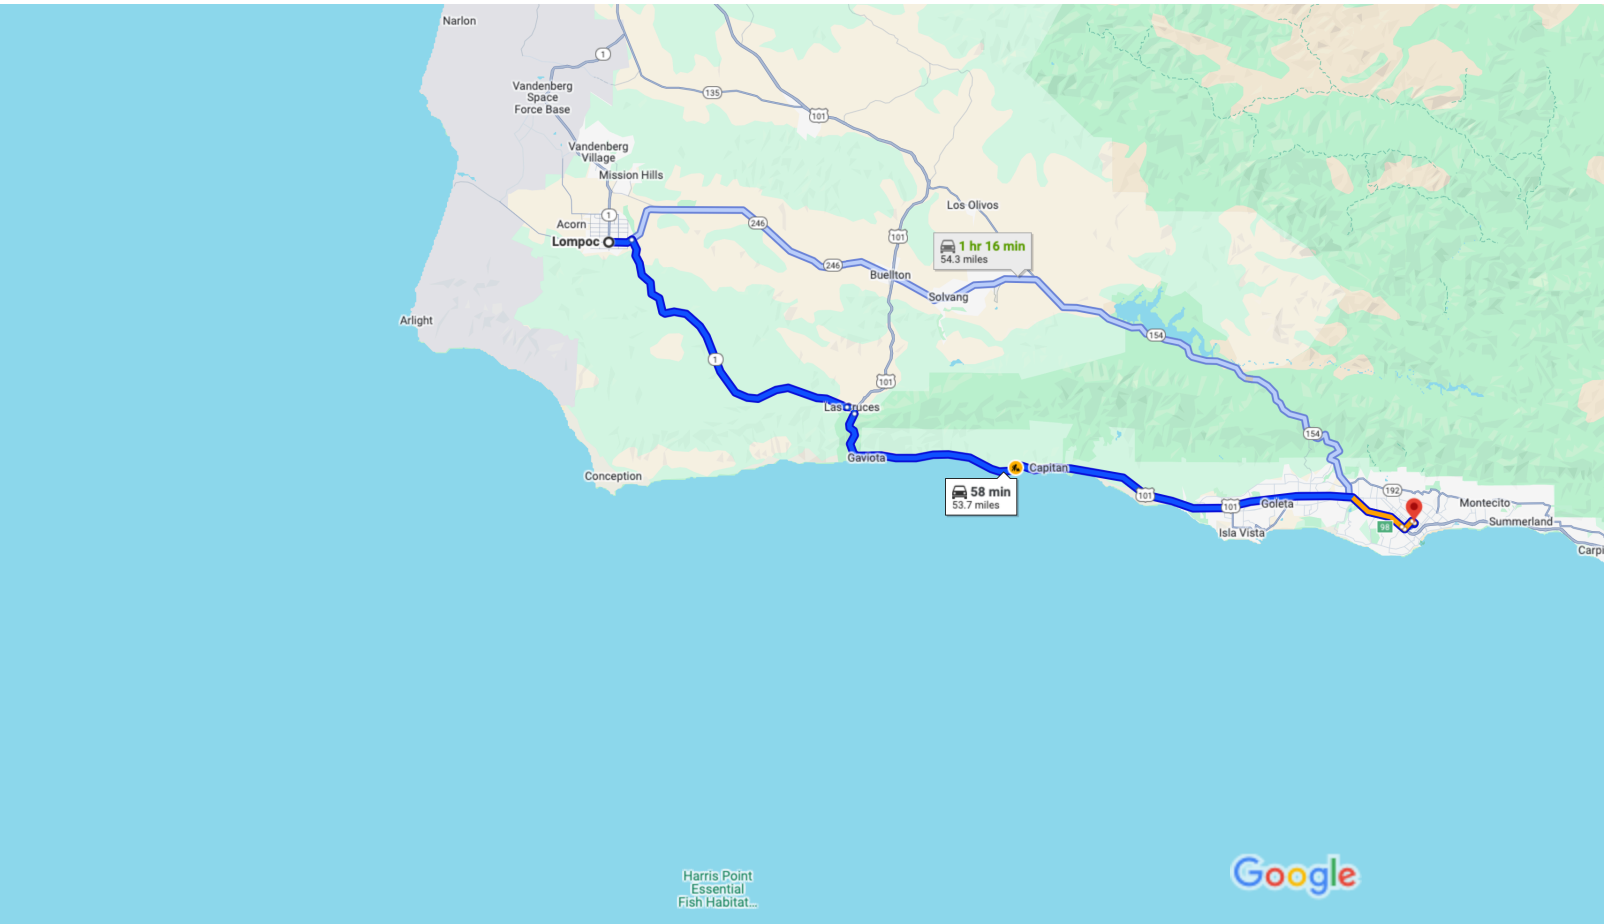 Narlon
1
Vandenberg
Space
Force Base
135
101
Vandenberg
Village
Mission Hills
Los Olivos
1
Acorn
246
101
Lompoc
1 hr 16 min
54.3 miles
246
Buellton
Solvang
Arlight
154
1
101
Las Cruces
154
Gaviota
Capitan
Conception
58 min
53.7 miles
101
192
101
Goleta
Montecito
Summerland
Isla Vista
Carpi
Harris Point
Essential
Fish Habitat...
Google